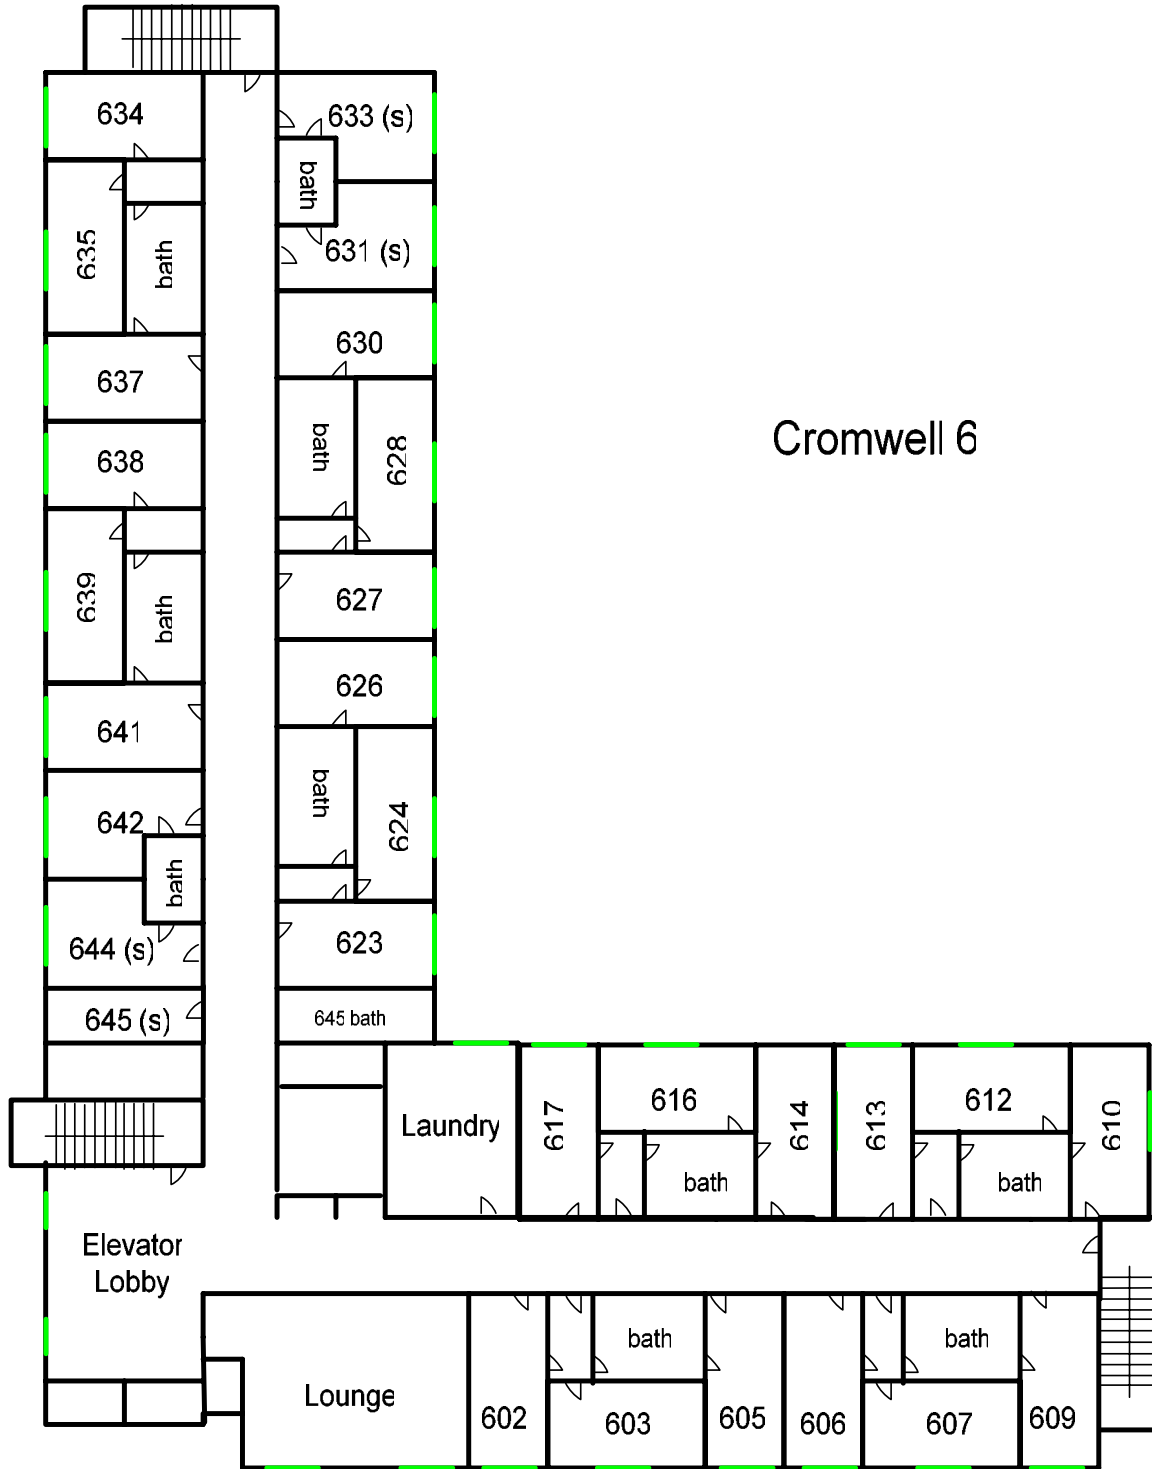 634
633 (s)
bath
635
bath
631 (s)
630
637
Cromwell 6
638
bath
628
639
bath
627
626
641
bath
624
642
bath
623
644 (s)
645 (s)
645 bath
Laundry
617
616
bath
614
613
612
bath
610
Elevator
Lobby
Lounge
602
bath
603
605
606
bath
607
609